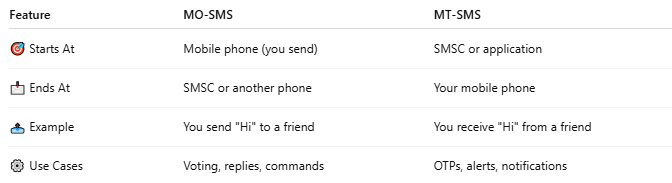 Feature MO-SMS MT-SMS
Starts At Mobile phone (you send) SMSC or application
Ends At SMSC or another phone Your mobile phone
Example You send "Hi" to a friend You receive "Hi" from a friend
Use Cases Voting, replies, commands OTPs, alerts, notifications